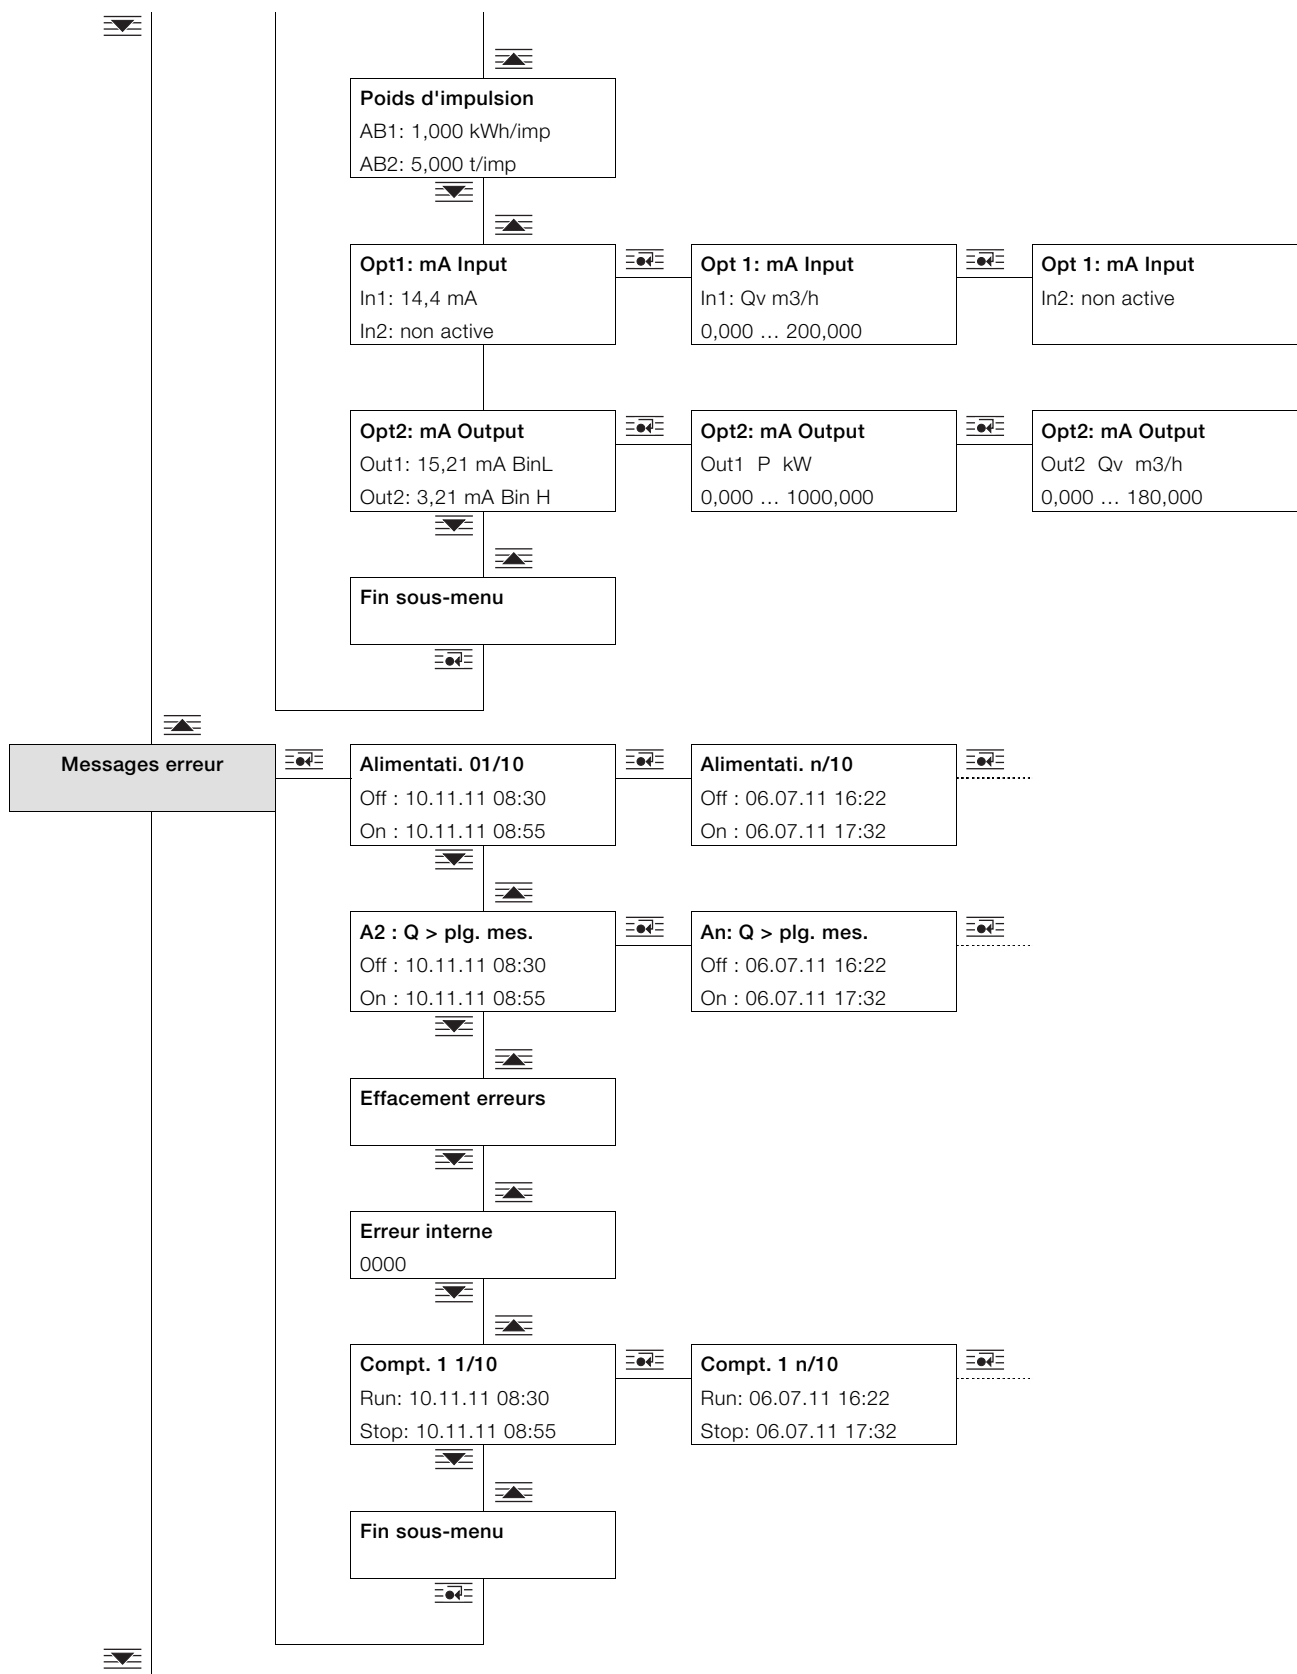 Poids d'impulsion
AB1: 1,000 kWh/imp
AB2: 5,000 t/imp
Opt1: mA Input
In1: 14,4 mA
In2: non active
Opt 1: mA Input
In1: Qv m3/h
0,000 … 200,000
Opt 1: mA Input
In2: non active
Opt2: mA Output
Out1: 15,21 mA BinL
Out2: 3,21 mA Bin H
Opt2: mA Output
Out1 P kW
0,000 … 1000,000
Opt2: mA Output
Out2 Qv m3/h
0,000 … 180,000
Fin sous-menu
Messages erreur
Alimentati. 01/10
Off : 10.11.11 08:30
On : 10.11.11 08:55
Alimentati. n/10
Off : 06.07.11 16:22
On : 06.07.11 17:32
A2 : Q > plg. mes.
Off : 10.11.11 08:30
On : 10.11.11 08:55
An: Q > plg. mes.
Off : 06.07.11 16:22
On : 06.07.11 17:32
Effacement erreurs
Erreur interne
0000
Compt. 1 1/10
Run: 10.11.11 08:30
Stop: 10.11.11 08:55
Compt. 1 n/10
Run: 06.07.11 16:22
Stop: 06.07.11 17:32
Fin sous-menu